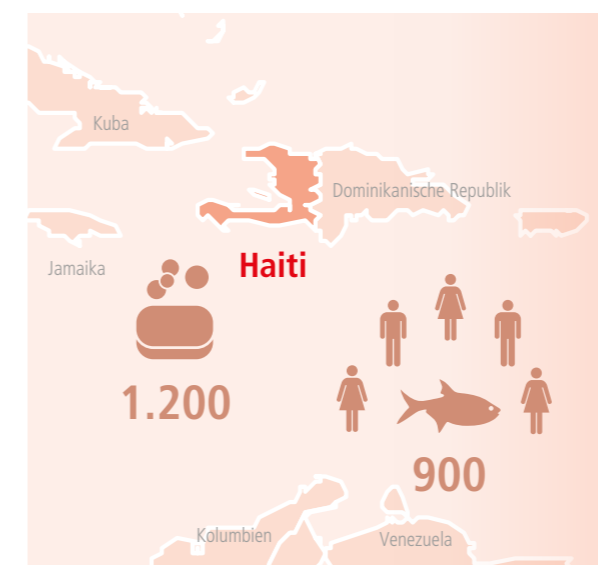 Kuba
Dominikanische Republik
Jamaika
Haiti
1.200
900
Kolumbien
Venezuela